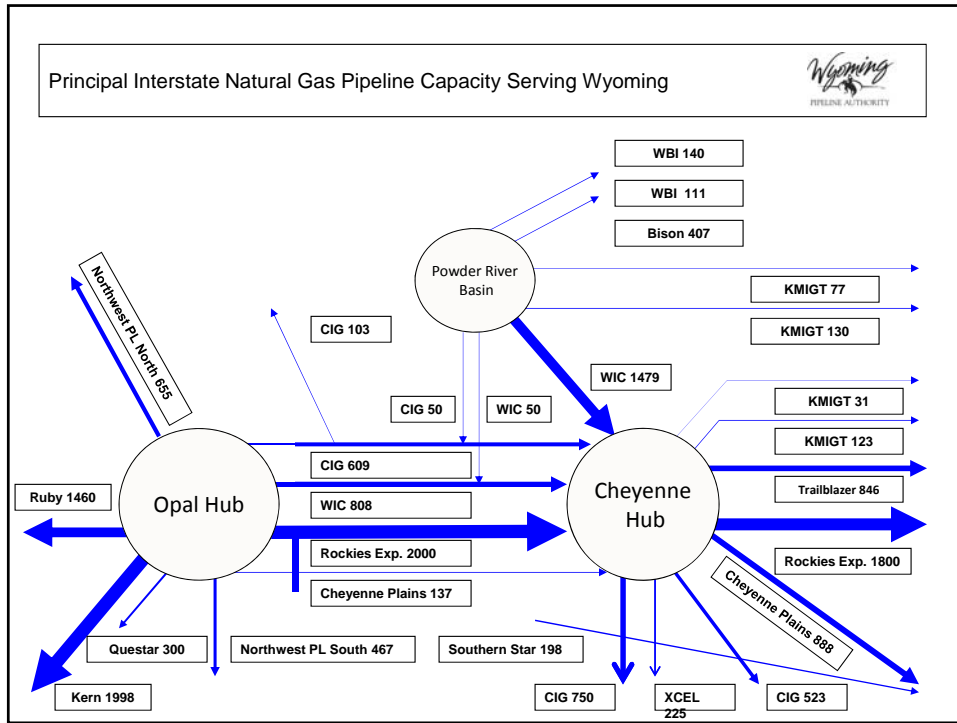 Principal Interstate Natural Gas Pipeline Capacity Serving Wyoming
Wyoming
PIPELINE AUTHORITY
WBI 140
WBI 111
Bison 407
Powder River
Basin
KMIGT 77
KMIGT 130
Northwest PL North 655
CIG 103
WIC 1479
CIG 50
WIC 50
KMIGT 31
KMIGT 123
CIG 609
Trailblazer 846
Ruby 1460
Opal Hub
Cheyenne
Hub
WIC 808
Rockies Exp. 2000
Rockies Exp. 1800
Cheyenne Plains 137
Cheyenne Plains 888
Questar 300
Northwest PL South 467
Southern Star 198
Kern 1998
CIG 750
XCEL
225
CIG 523